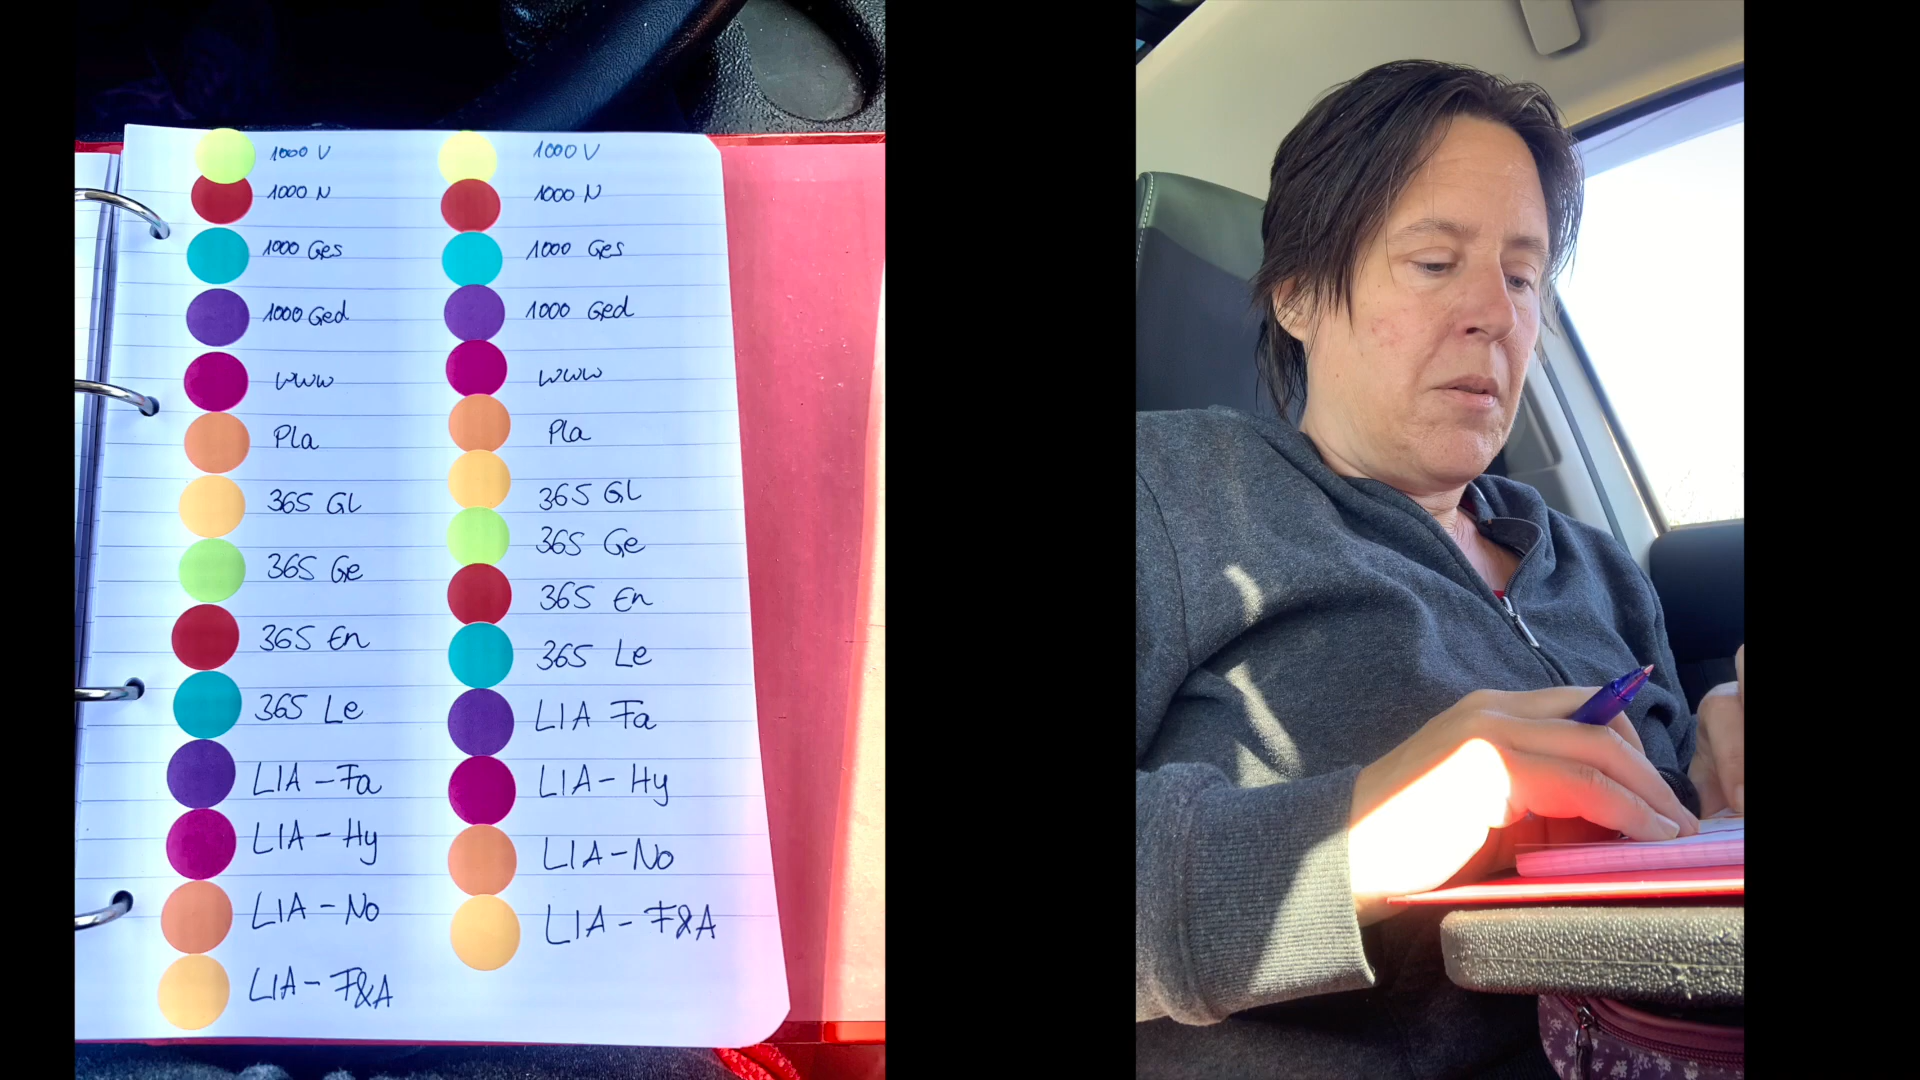 1000 V 1000 V
1000 N 1000 N
1000 Ges 1000 Ges
1000 Ged 1000 Ged
www www
Pla Pla
365 GL 365 GL
365 Ge 365 Ge
365 En 365 En
365 Le 365 Le
LIA - Fa LIA Fa
LIA - Hy LIA - Hy
LIA - No LIA - No
LIA - F&A LIA - F&A